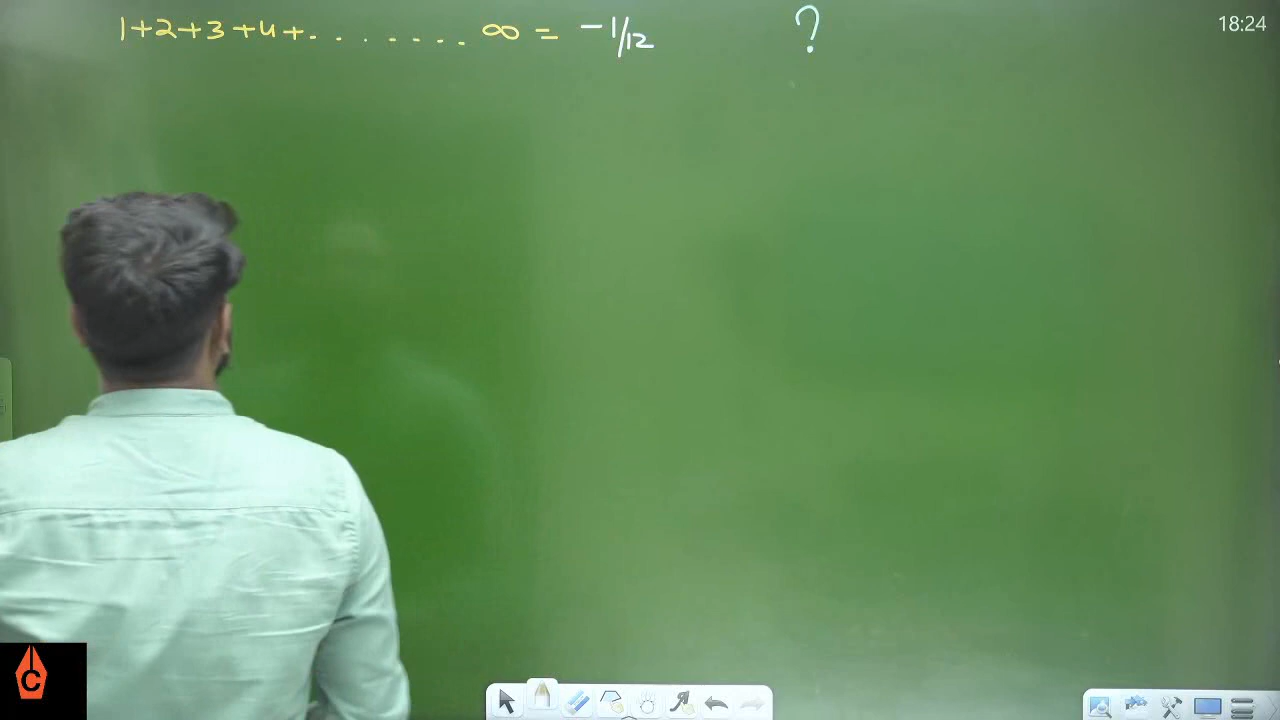 1+2+3+4+. . . . . . . ∞ = -1/12 ?
18:24
C